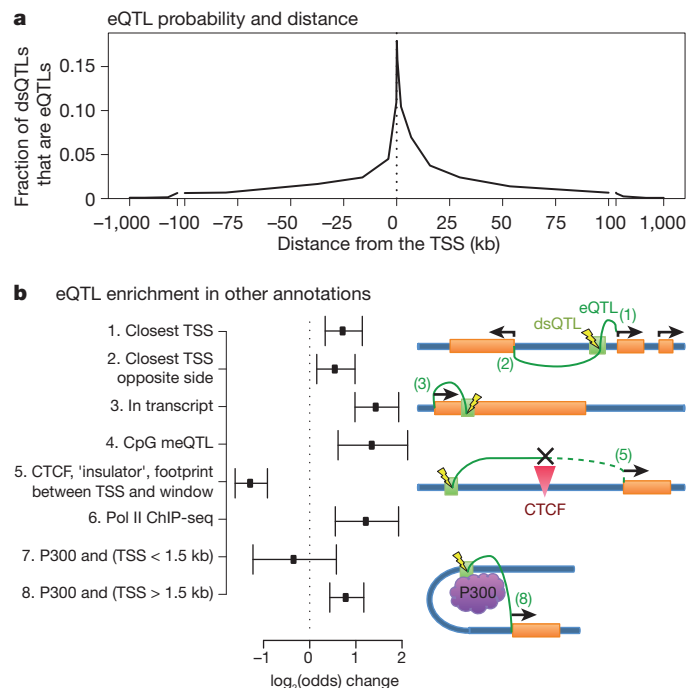 a eQTL probability and distance
Fraction of dsQTLs
that are eQTLs
0.15
0.10
0.05
0
−1,000 −100 −75 −50 −25 0 25 50 75 100 1,000
Distance from the TSS (kb)
b eQTL enrichment in other annotations
1. Closest TSS
2. Closest TSS
opposite side
3. In transcript
4. CpG meQTL
5. CTCF, 'insulator', footprint
between TSS and window
6. Pol II ChIP-seq
7. P300 and (TSS < 1.5 kb)
8. P300 and (TSS > 1.5 kb)
−1 0 1 2
log2(odds) change
eQTL (1)
dsQTL
(2)
(3)
(5)
CTCF
P300
(8)